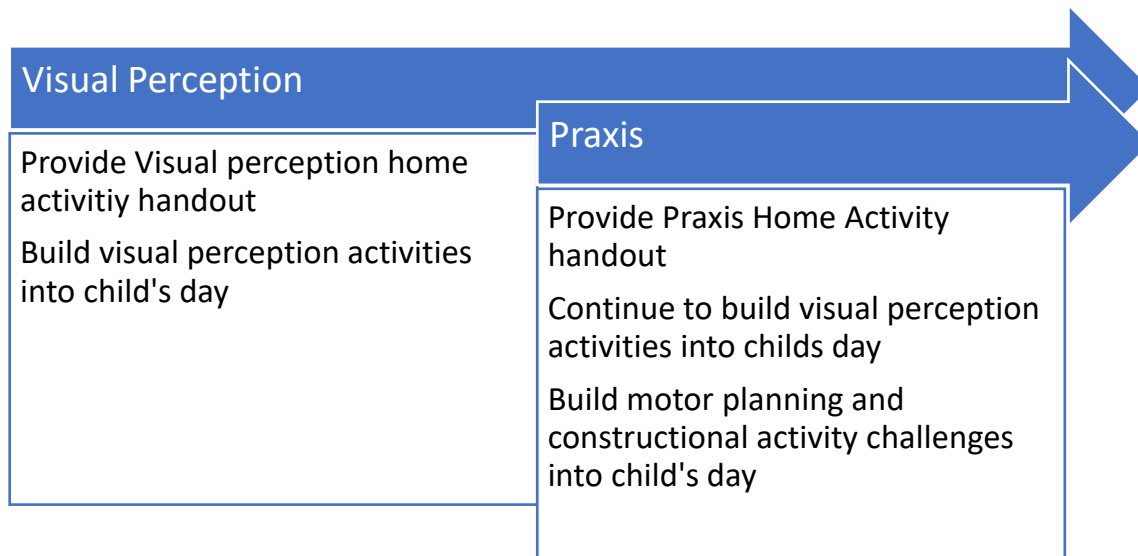 Visual Perception
Provide Visual perception home
activitiy handout
Build visual perception activities
into child's day
Praxis
Provide Praxis Home Activity
handout
Continue to build visual perception
activities into childs day
Build motor planning and
constructional activity challenges
into child's day